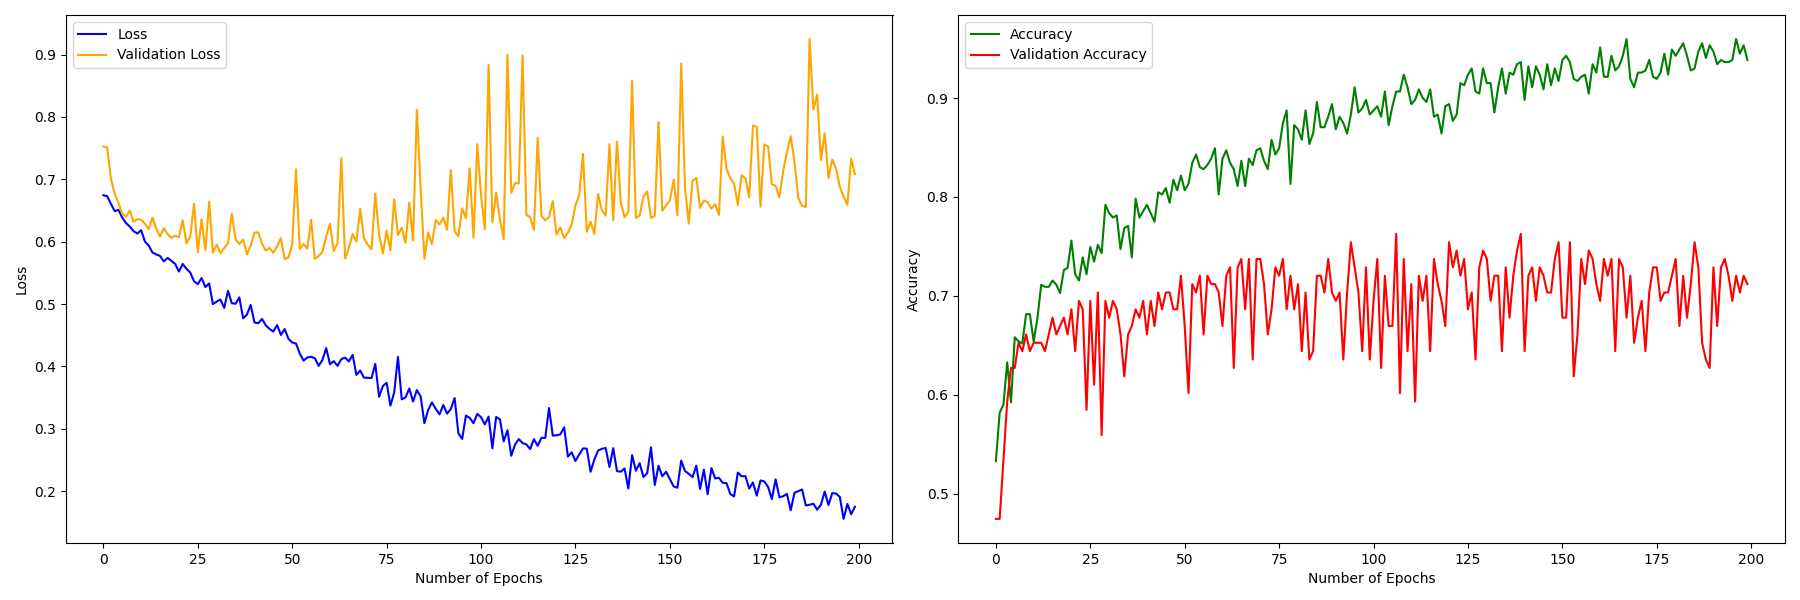 Loss
Validation Loss
0.9
0.8
0.7
0.6
0.5
0.4
0.3
0.2
Loss
0 25 50 75 100 125 150 175 200
Number of Epochs
Accuracy
Validation Accuracy
0.9
0.8
0.7
0.6
0.5
Accuracy
0 25 50 75 100 125 150 175 200
Number of Epochs